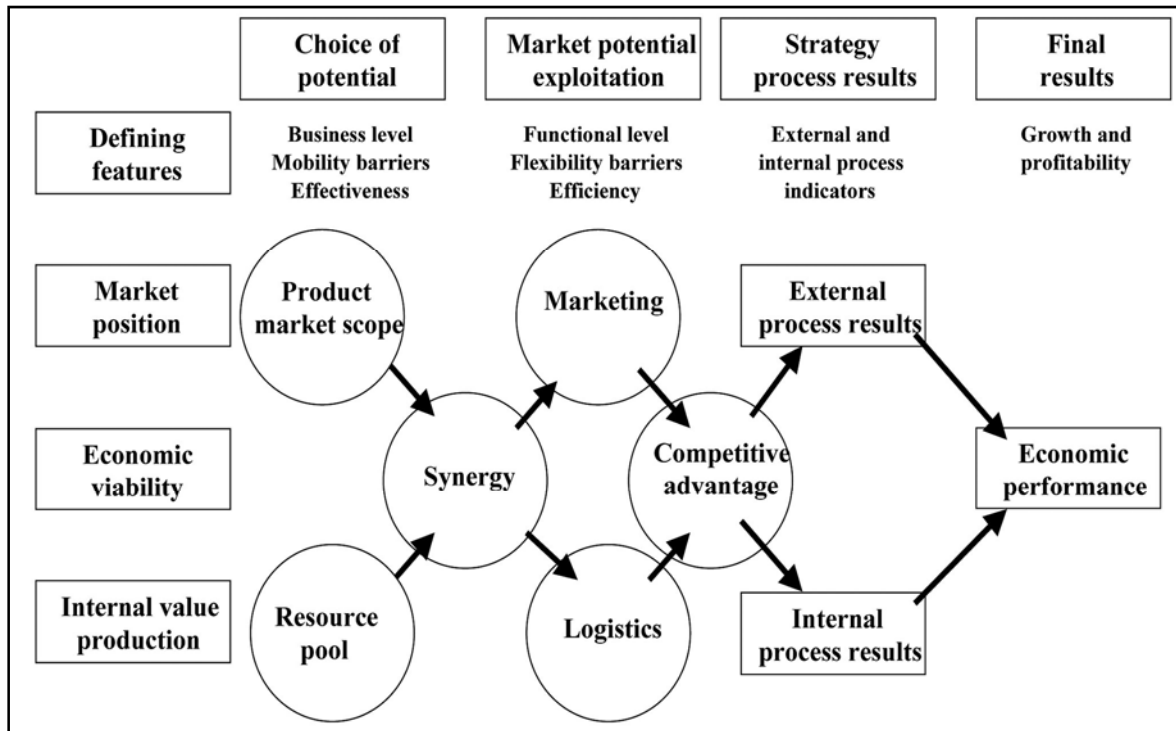 Choice of
potential
Market potential
exploitation
Strategy
process results
Final
results
Defining
features
Business level
Mobility barriers
Effectiveness
Functional level
Flexibility barriers
Efficiency
External and
internal process
indicators
Growth and
profitability
Market
position
Product
market scope
Marketing
External
process results
Economic
viability
Synergy
Competitive
advantage
Economic
performance
Internal value
production
Resource
pool
Logistics
Internal
process results